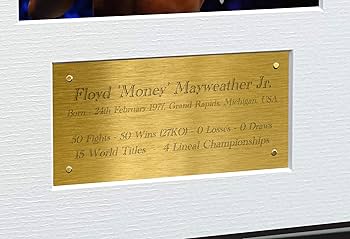 Floyd 'Money' Mayweather Jr.
Born - 24th February 1977, Grand Rapids, Michigan, USA
50 Fights - 50 Wins (27KO) - 0 Losses - 0 Draws
15 World Titles 4 Lineal Championships